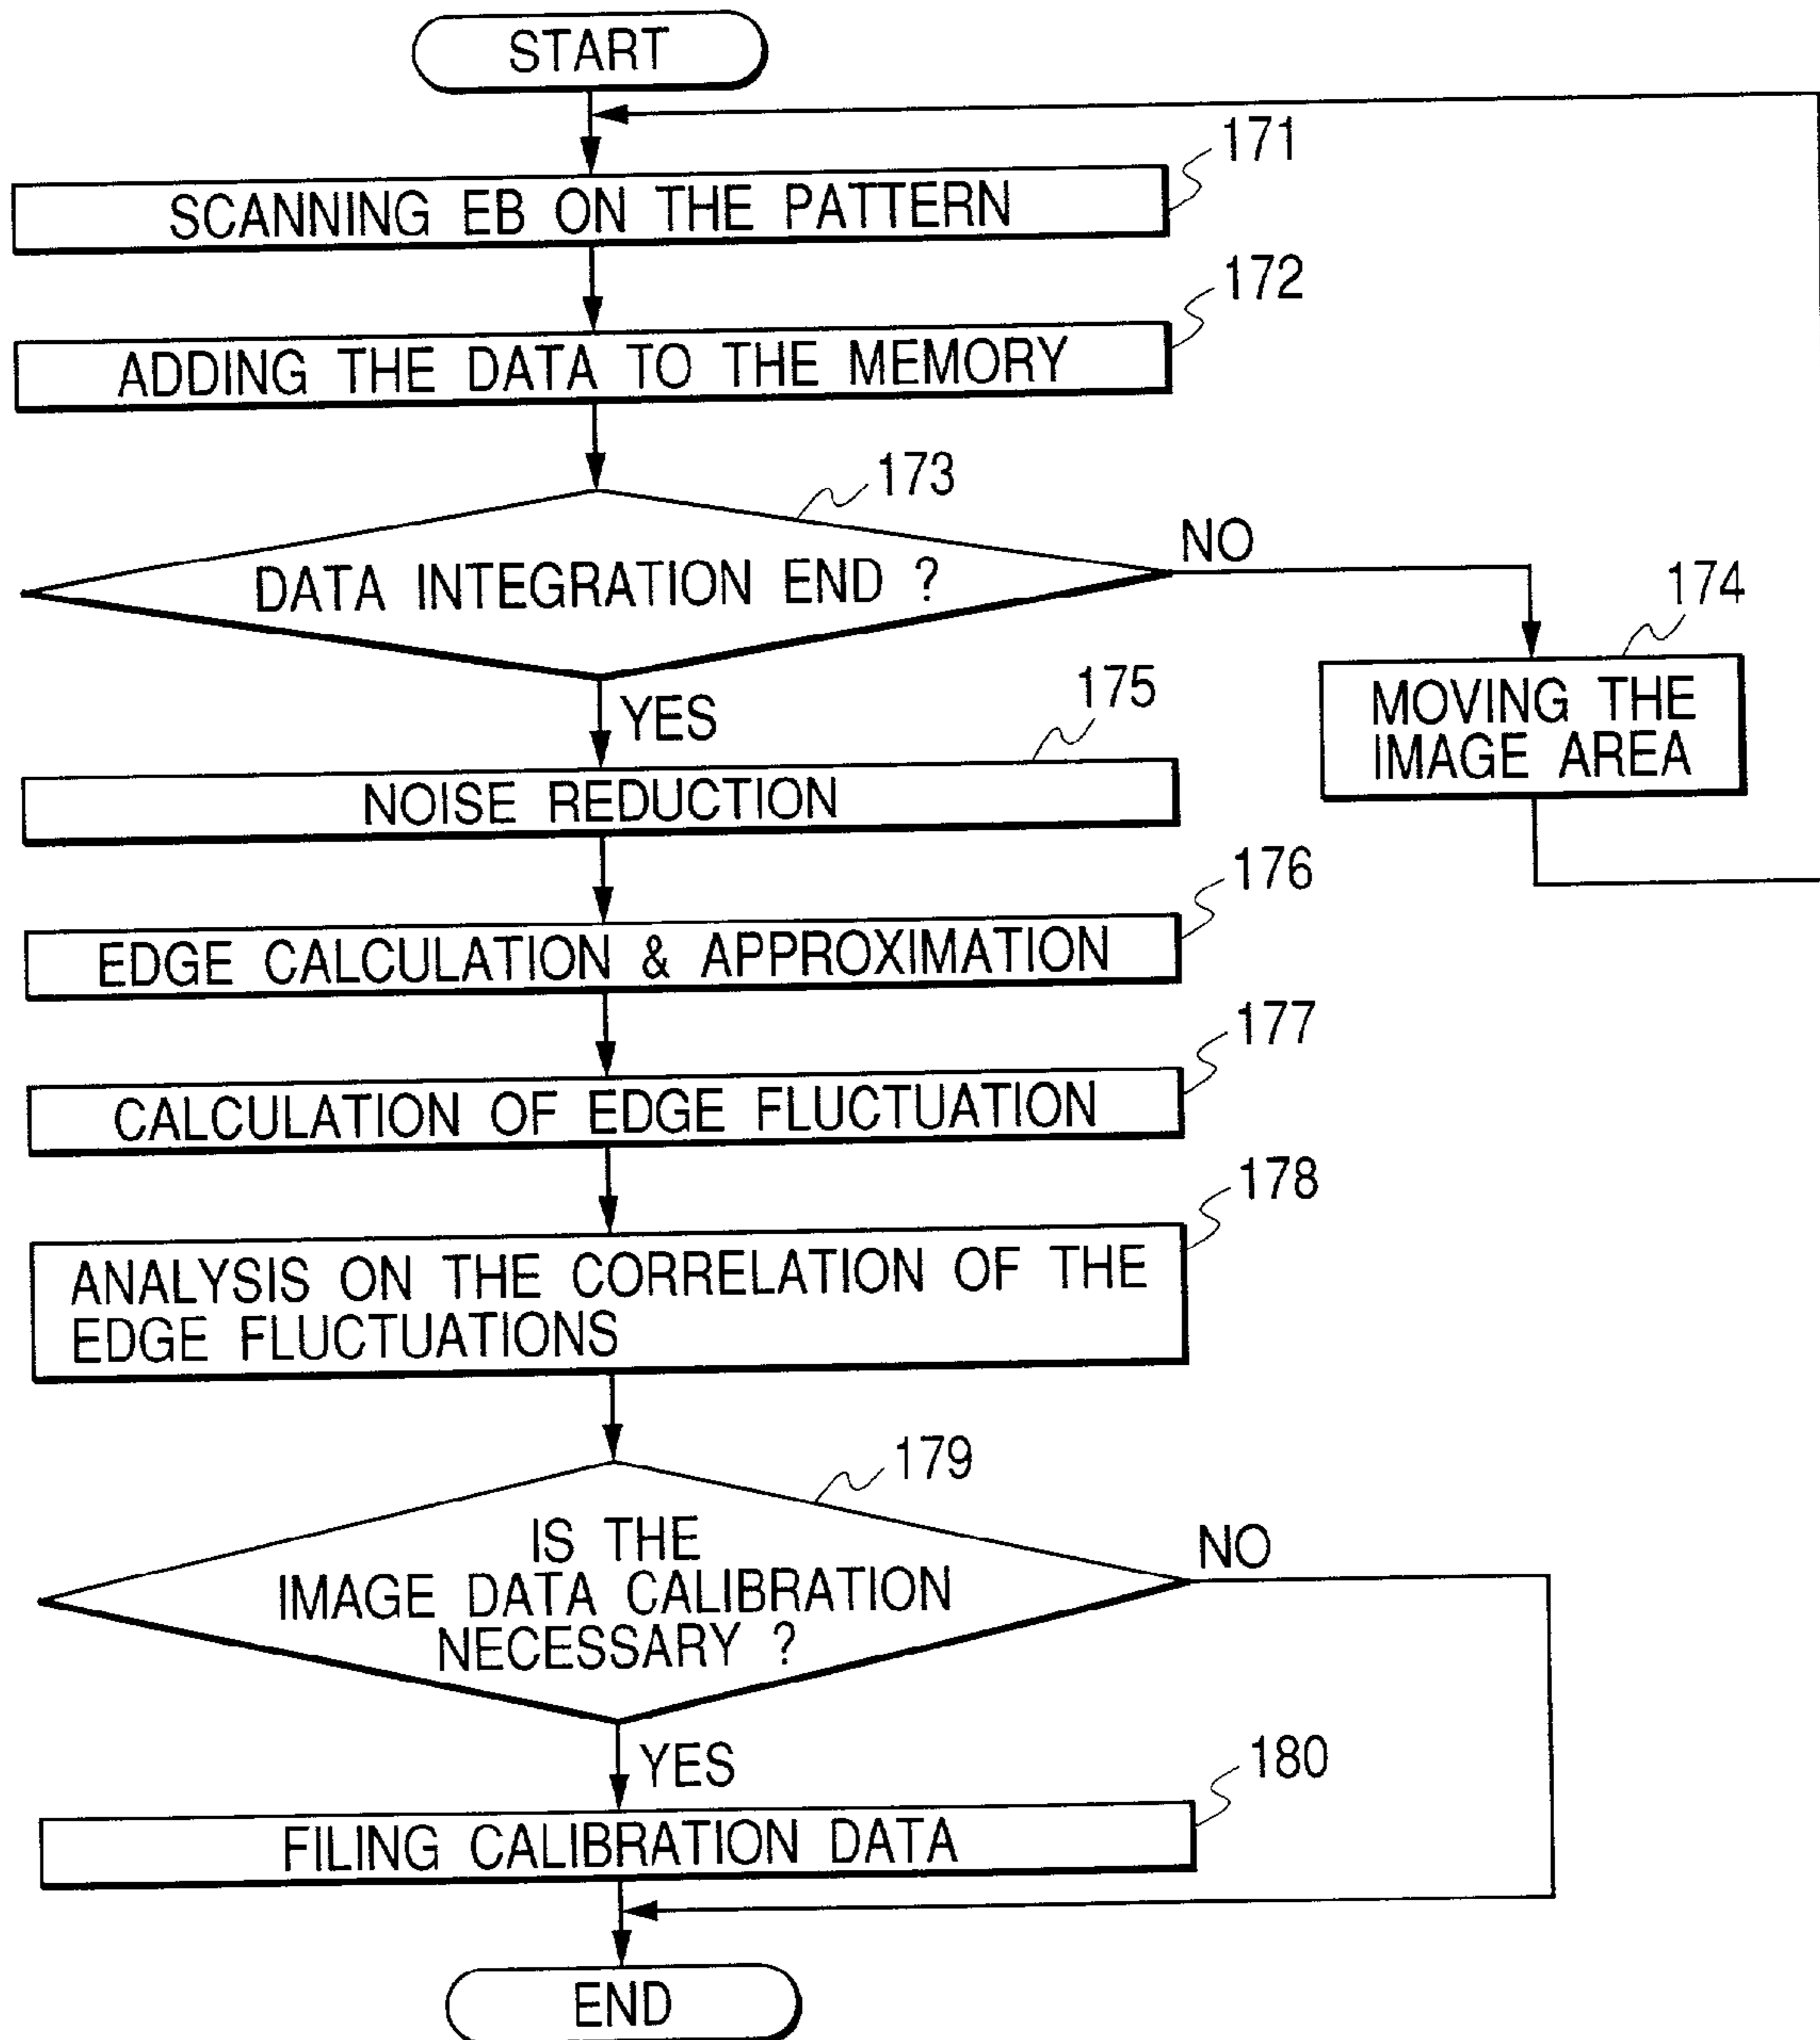 START
171
SCANNING EB ON THE PATTERN
172
ADDING THE DATA TO THE MEMORY
173
DATA INTEGRATION END ?
NO
174
MOVING THE
IMAGE AREA
YES
175
NOISE REDUCTION
176
EDGE CALCULATION & APPROXIMATION
177
CALCULATION OF EDGE FLUCTUATION
178
ANALYSIS ON THE CORRELATION OF THE
EDGE FLUCTUATIONS
179
IS THE
IMAGE DATA CALIBRATION
NECESSARY ?
NO
YES
180
FILING CALIBRATION DATA
END